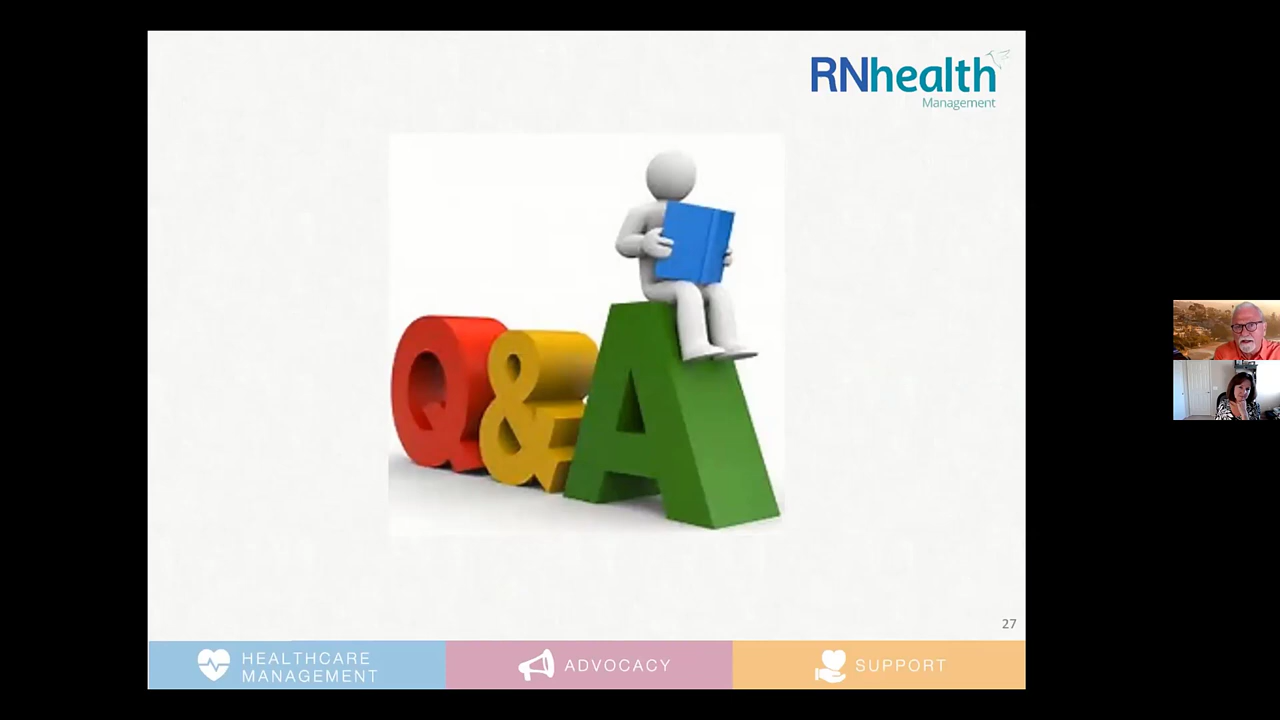 RNhealth
Management
Q&A
27
HEALTHCARE
MANAGEMENT
ADVOCACY
SUPPORT